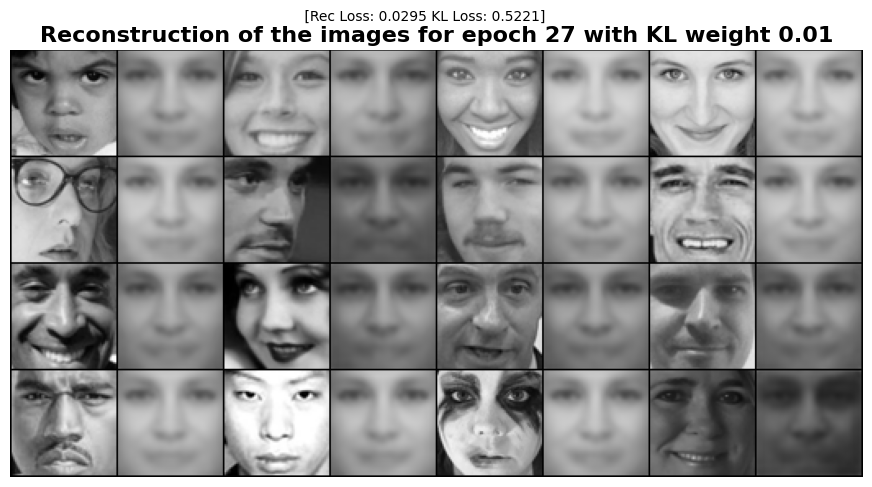 [Rec Loss: 0.0295 KL Loss: 0.5221]
Reconstruction of the images for epoch 27 with KL weight 0.01